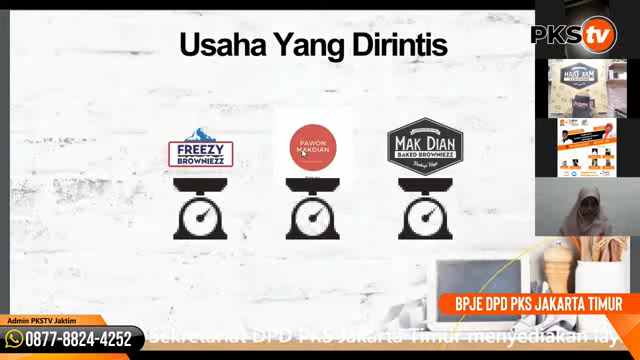 Usaha Yang Dirintis
PKStv
FREEZY
BROWNIEZZ
PAWON
MAKDIAN
MAK DIAN
BAKED BROWNIEZZ
BPJE DPD PKS JAKARTA TIMUR
Admin PKSTV Jaktim
0877-8824-4252
Sekretariat DPD PKS Jakarta Timur menyediakan lay